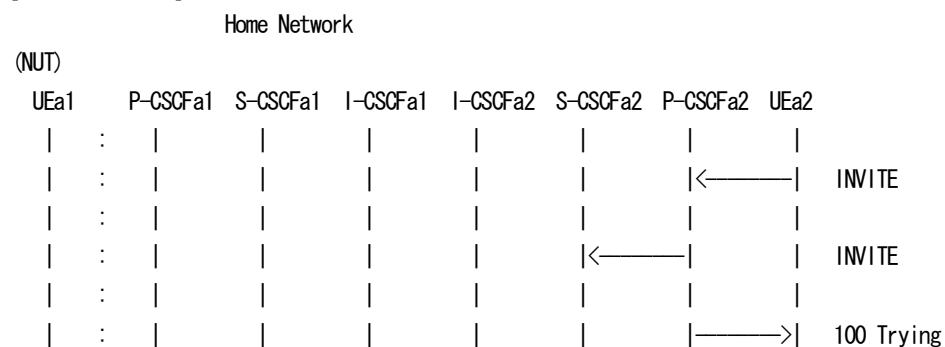 Home Network
(NUT)
UEa1 P-CSCFa1 S-CSCFa1 I-CSCFa1 I-CSCFa2 S-CSCFa2 P-CSCFa2 UEa2
| : | | | | | | |
| : | | | | | |<-------| INVITE
| : | | | | | | |
| : | | | | |<-------| | INVITE
| : | | | | | | |
| : | | | | | |------->| 100 Trying